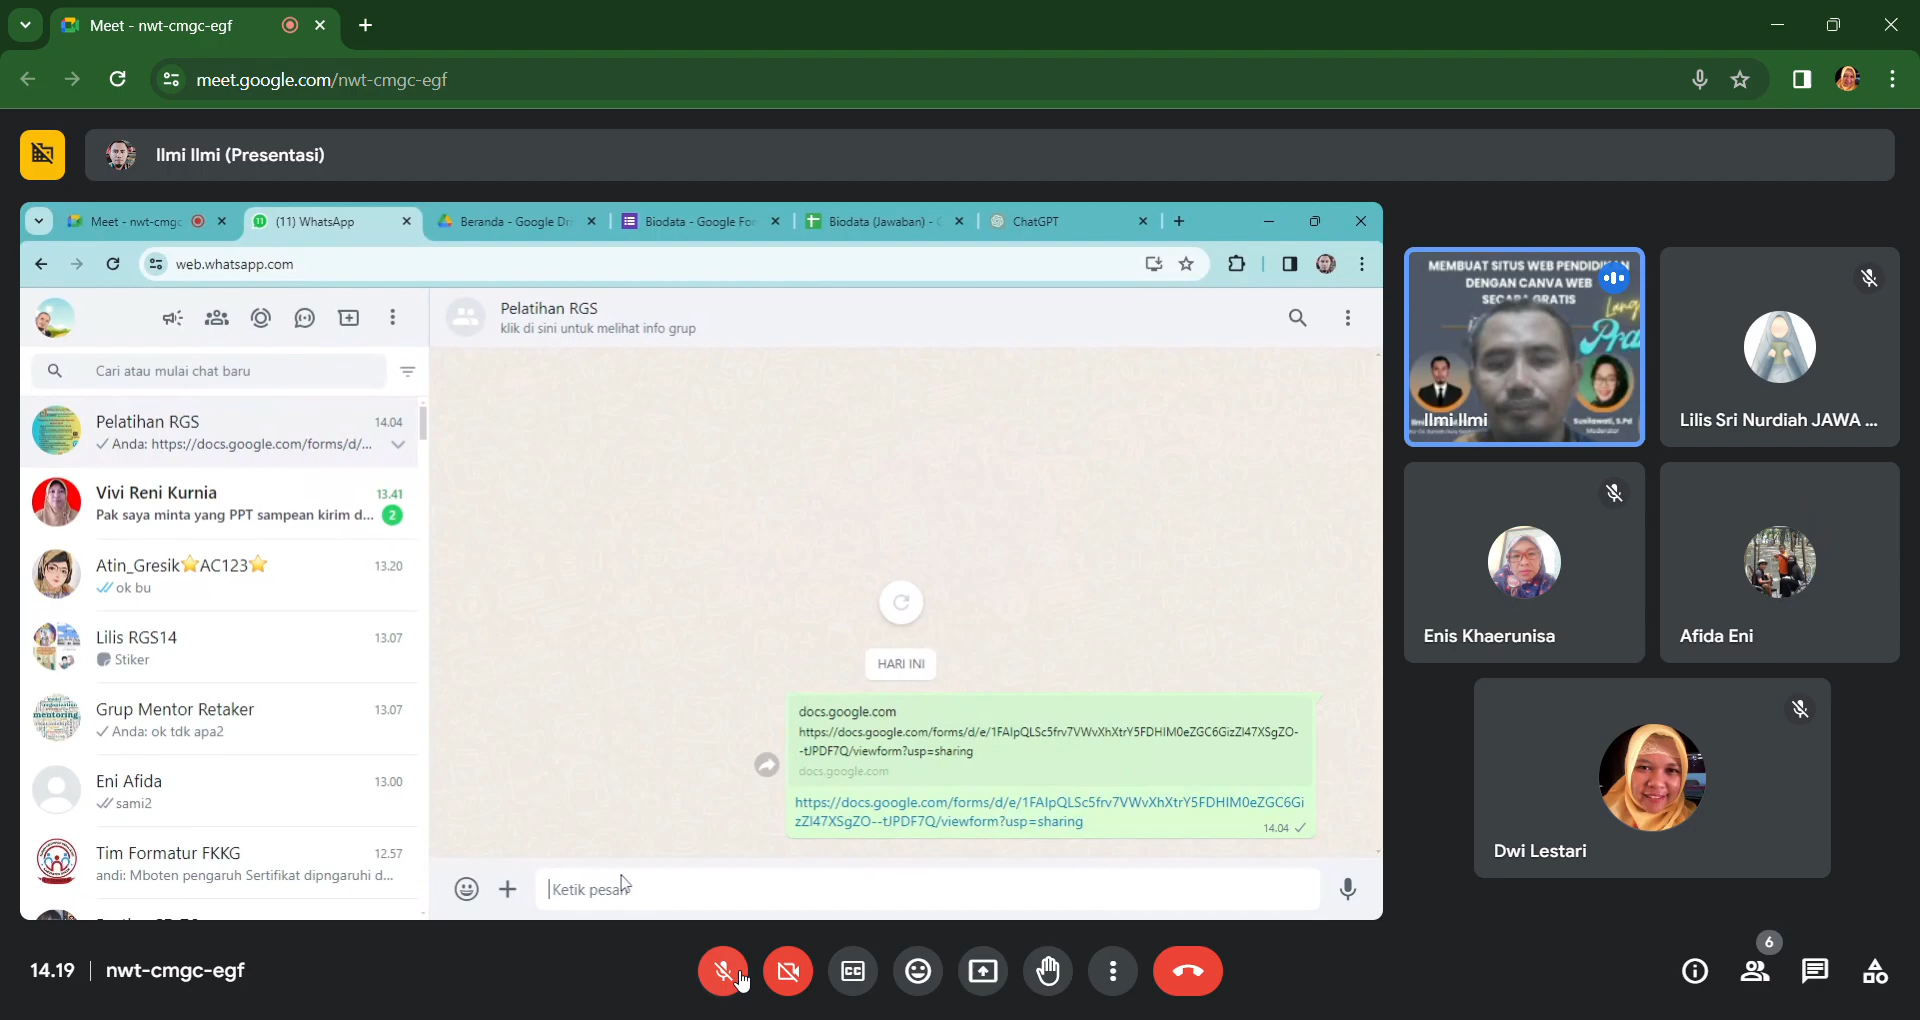 Meet - nwt-cmgc-egf
meet.google.com/nwt-cmgc-egf
Ilmi Ilmi (Presentasi)
Meet - nwt-cmgc
(11) WhatsApp
Beranda - Google Dri
Biodata - Google For
Biodata (Jawaban) - G
ChatGPT
web.whatsapp.com
Pelatihan RGS
klik di sini untuk melihat info grup
Cari atau mulai chat baru
Pelatihan RGS 14.04
Anda: https://docs.google.com/forms/d/...
Vivi Reni Kurnia 13.41
Pak saya minta yang PPT sampean kirim d... 2
Atin_Gresik⭐AC123⭐ 13.20
ok bu
Lilis RGS14 13.07
Stiker
Grup Mentor Retaker 13.07
Anda: ok tdk apa2
Eni Afida 13.00
sami2
Tim Formatur FKKG 12.57
andi: Mboten pengaruh Sertifikat dipngaruhi d...
HARI INI
docs.google.com
https://docs.google.com/forms/d/e/1FAIpQLSc5frv7VWvXhXtrY5FDHIM0eZGC6GizZI47XSgZO-
-tJPDF7Q/viewform?usp=sharing
docs.google.com
https://docs.google.com/forms/d/e/1FAIpQLSc5frv7VWvXhXtrY5FDHIM0eZGC6Gi
zZI47XSgZO--tJPDF7Q/viewform?usp=sharing
14.04
Ketik pesan
MEMBUAT SITUS WEB PENDIDIKAN
DENGAN CANVA WEB
SECARA GRATIS
Ilmi Ilmi
Susilawati, S.Pd
Moderator
Lilis Sri Nurdiah JAWA ...
Enis Khaerunisa
Afida Eni
Dwi Lestari
14.19 | nwt-cmgc-egf
6